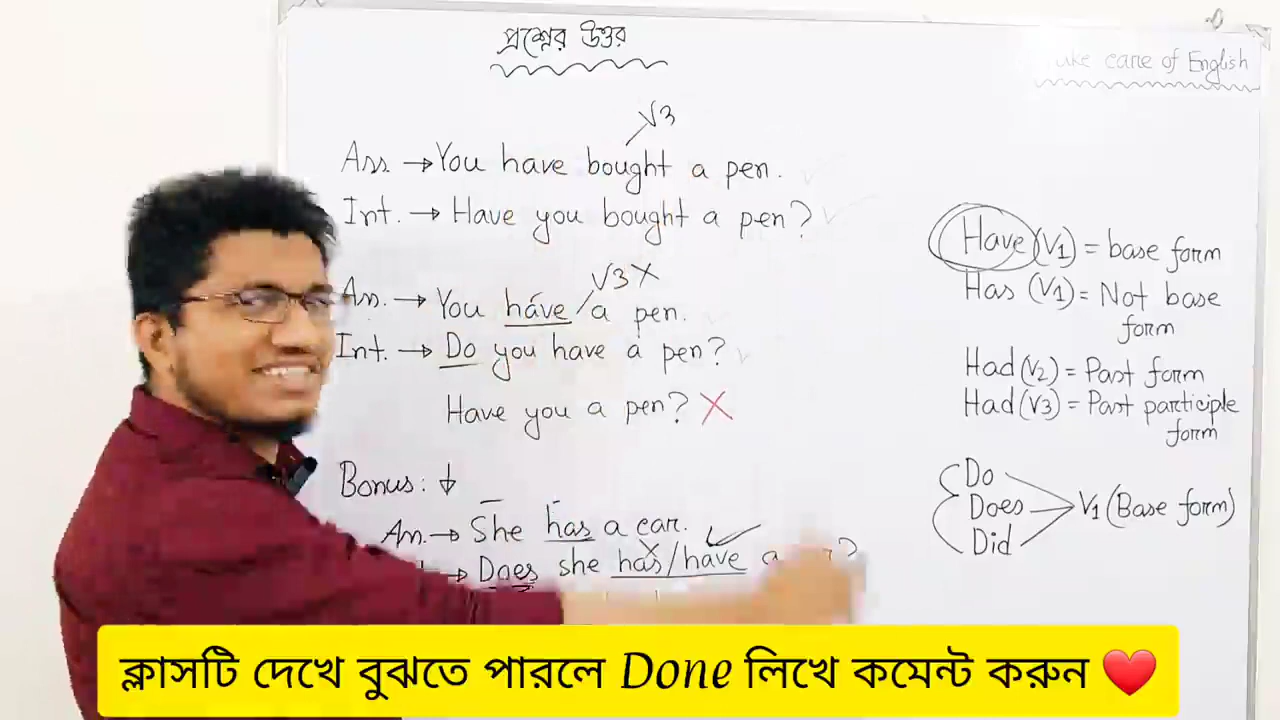 প্রশ্নের উত্তর
Take care of English
V3
Ass. → You have bought a pen.
Int. → Have you bought a pen?
V3 X
Ass. → You have / a pen.
Int. → Do you have a pen?
Have you a pen? X
Bonus: ↓
Ass. → She has a car.
→ Does she has/have a
Have (V1) = base form
Has (V1) = Not base
form
Had (V2) = Past form
Had (V3) = Past participle
form
Do
Does
Did
V1 (Base form)
ক্লাসটি দেখে বুঝতে পারলে Done লিখে কমেন্ট করুন ❤️